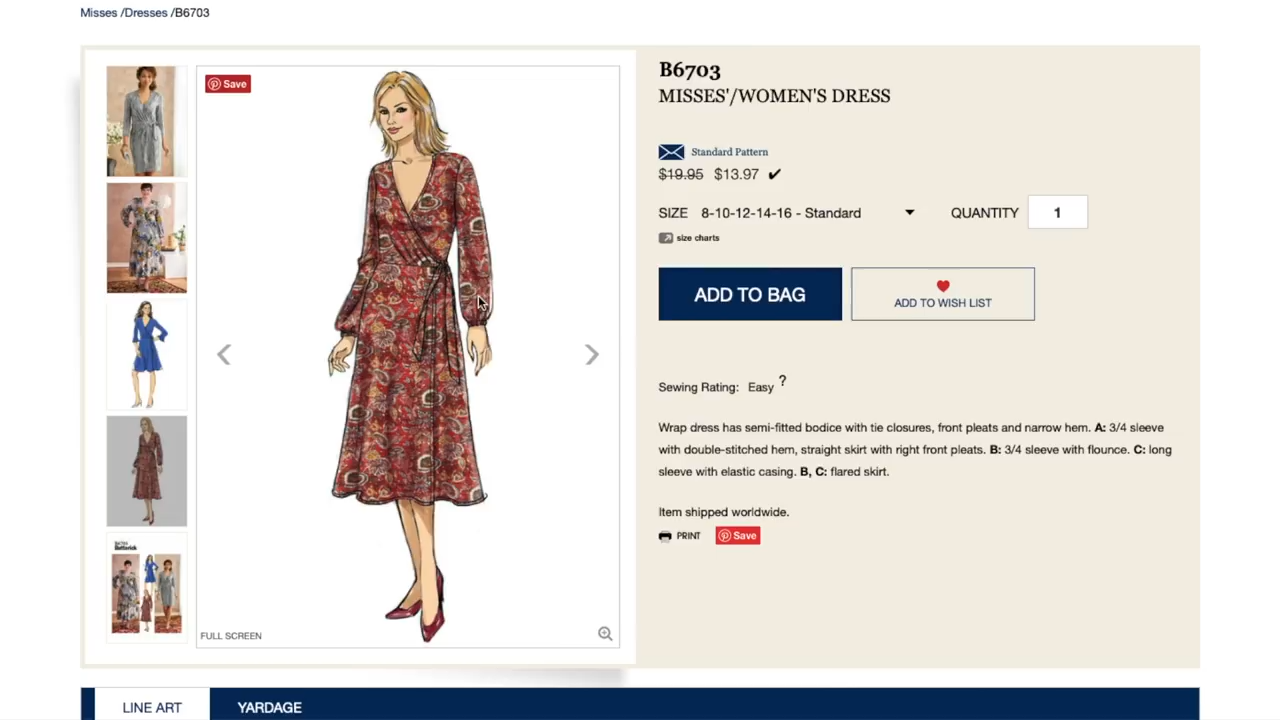 Misses /Dresses /B6703
Save
B6703
MISSES'/WOMEN'S DRESS
Standard Pattern
$19.95 $13.97 ✔
SIZE 8-10-12-14-16 - Standard QUANTITY 1
size charts
ADD TO BAG
ADD TO WISH LIST
Sewing Rating: Easy ?
Wrap dress has semi-fitted bodice with tie closures, front pleats and narrow hem. A: 3/4 sleeve
with double-stitched hem, straight skirt with right front pleats. B: 3/4 sleeve with flounce. C: long
sleeve with elastic casing. B, C: flared skirt.
Item shipped worldwide.
PRINT Save
Butterick
FULL SCREEN
LINE ART YARDAGE